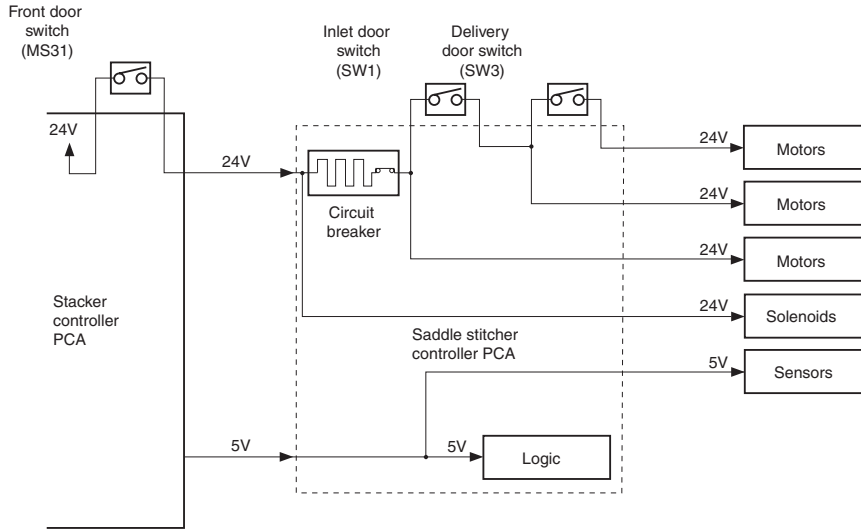 Front door
switch
(MS31)
Inlet door
switch
(SW1)
Delivery
door switch
(SW3)
24V
24V
Circuit
breaker
24V
Motors
24V
Motors
24V
Motors
24V
Solenoids
Stacker
controller
PCA
Saddle stitcher
controller PCA
5V
Sensors
5V
5V
Logic